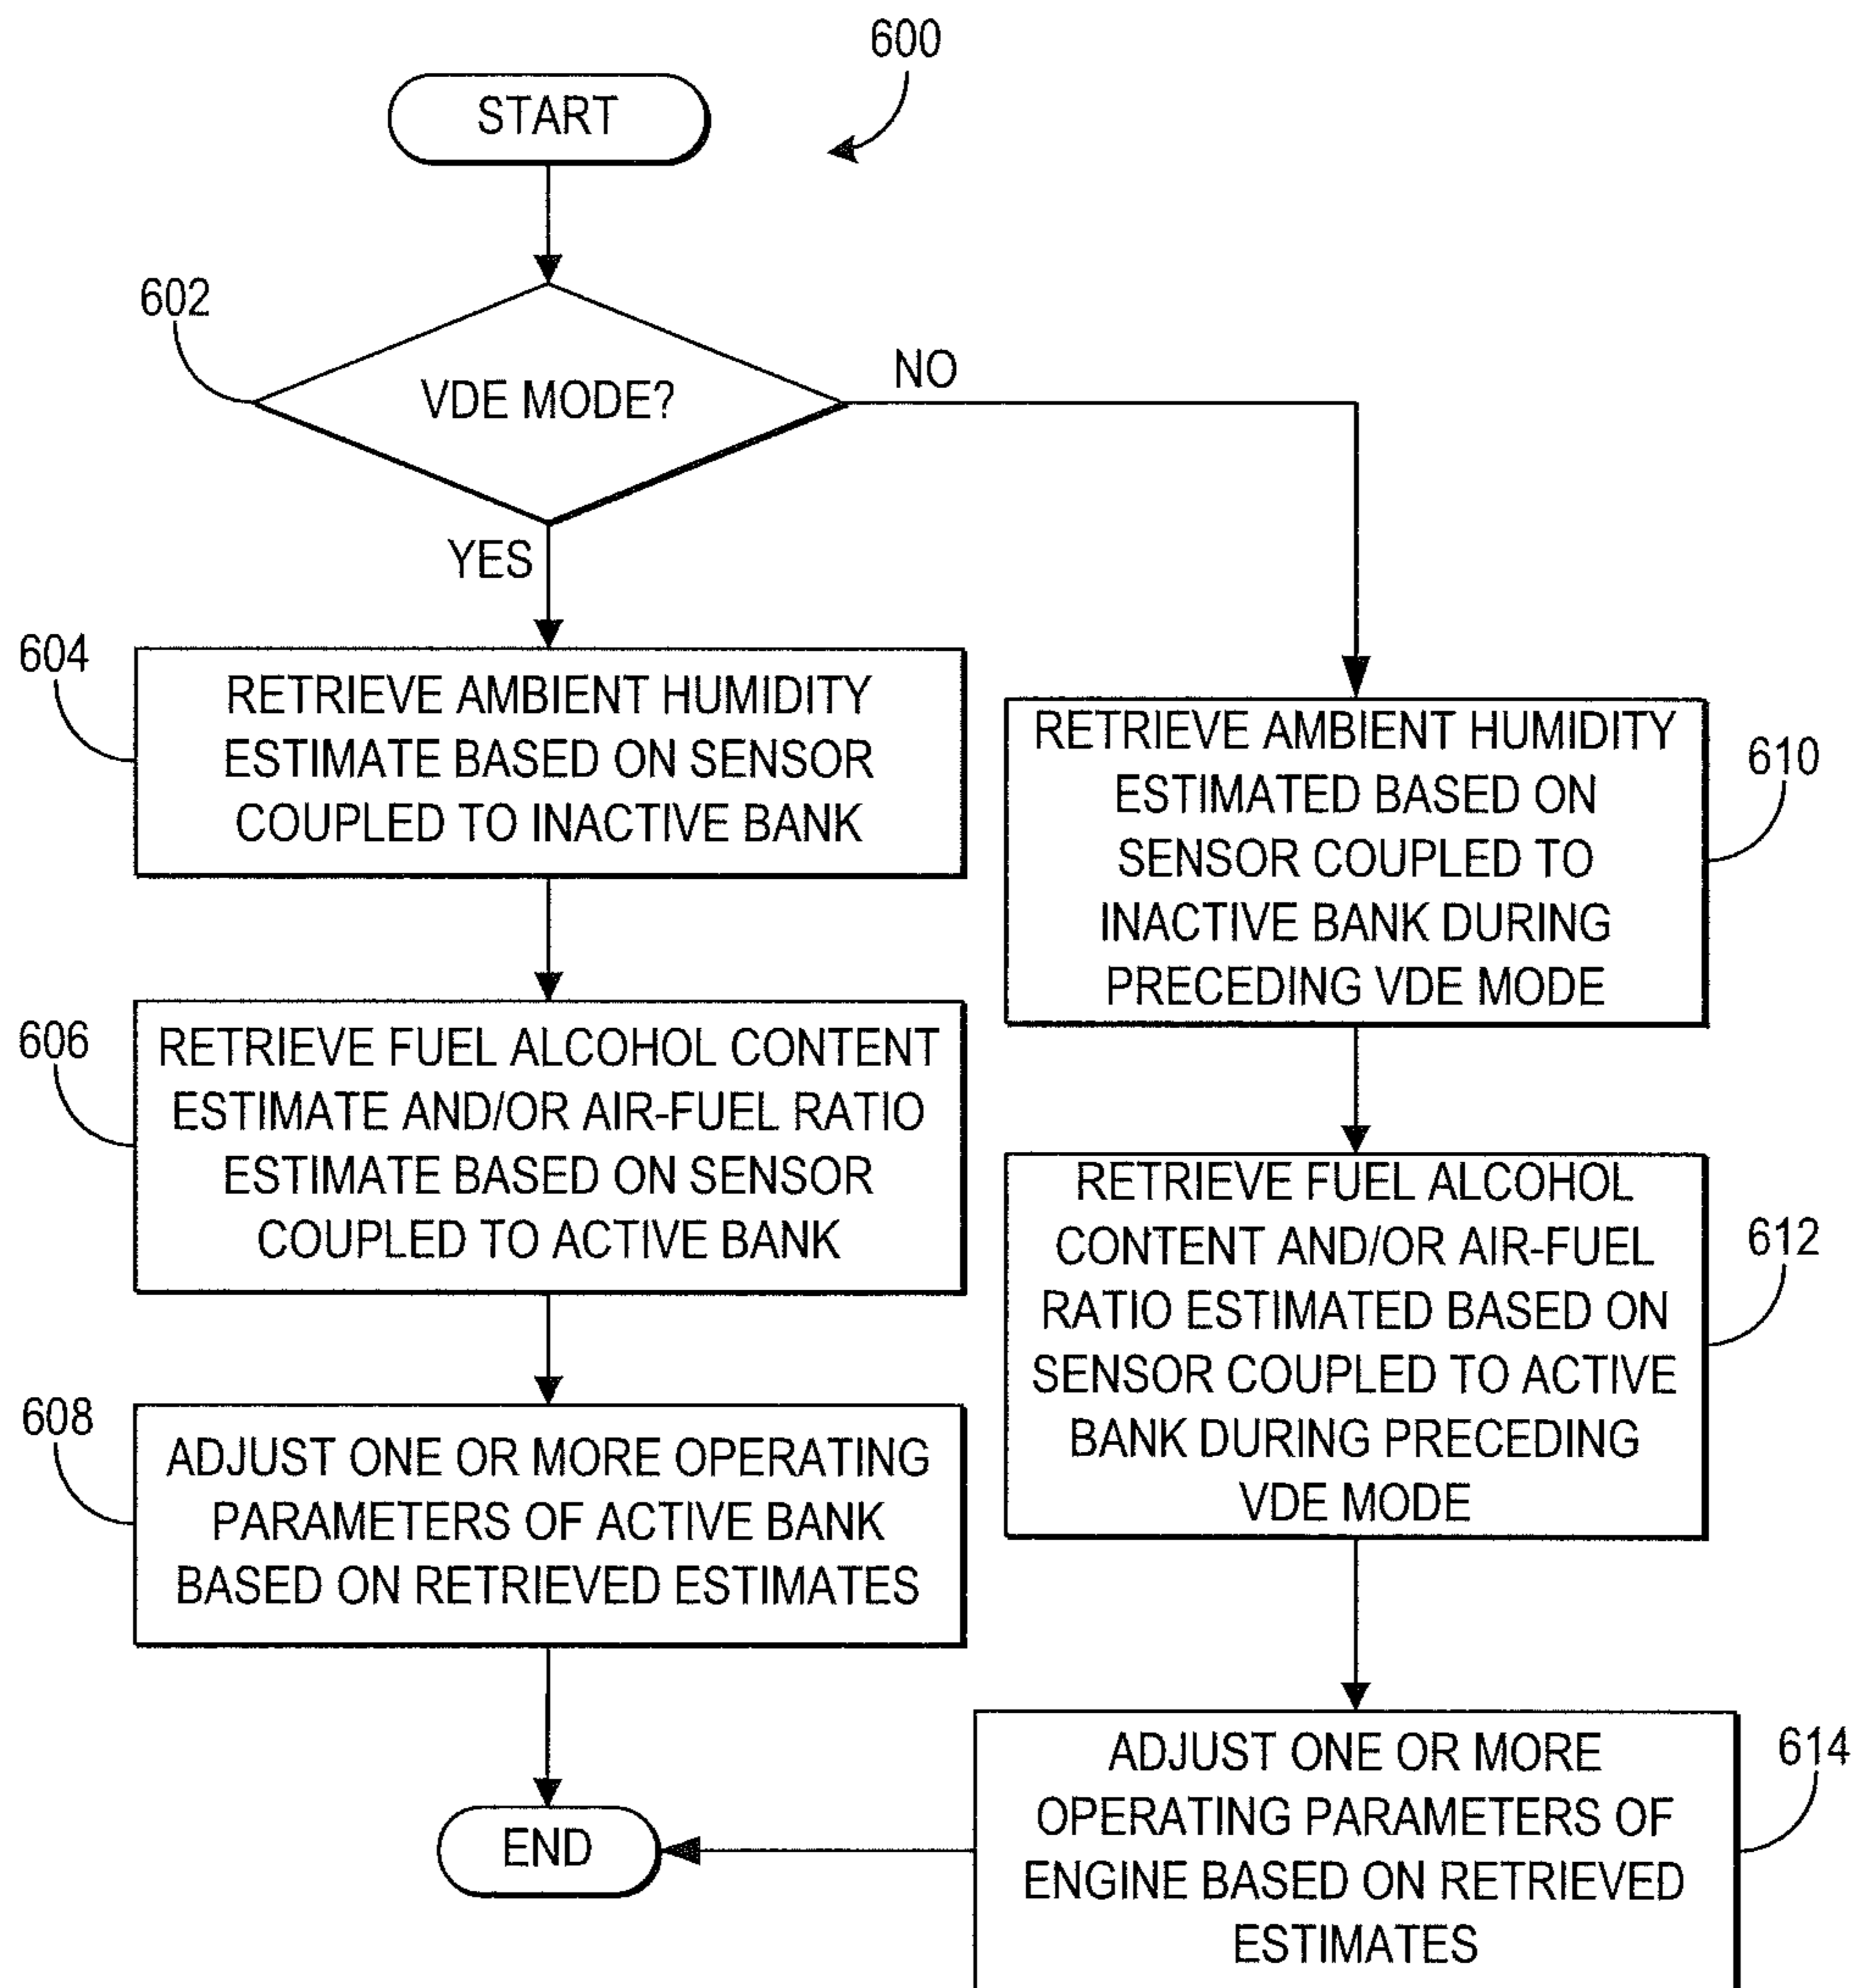 600
START
602
VDE MODE?
NO
YES
604
RETRIEVE AMBIENT HUMIDITY
ESTIMATE BASED ON SENSOR
COUPLED TO INACTIVE BANK
606
RETRIEVE FUEL ALCOHOL CONTENT
ESTIMATE AND/OR AIR-FUEL RATIO
ESTIMATE BASED ON SENSOR
COUPLED TO ACTIVE BANK
608
ADJUST ONE OR MORE OPERATING
PARAMETERS OF ACTIVE BANK
BASED ON RETRIEVED ESTIMATES
RETRIEVE AMBIENT HUMIDITY
ESTIMATED BASED ON
SENSOR COUPLED TO
INACTIVE BANK DURING
PRECEDING VDE MODE
610
RETRIEVE FUEL ALCOHOL
CONTENT AND/OR AIR-FUEL
RATIO ESTIMATED BASED ON
SENSOR COUPLED TO ACTIVE
BANK DURING PRECEDING
VDE MODE
612
ADJUST ONE OR MORE
OPERATING PARAMETERS OF
ENGINE BASED ON RETRIEVED
ESTIMATES
614
END